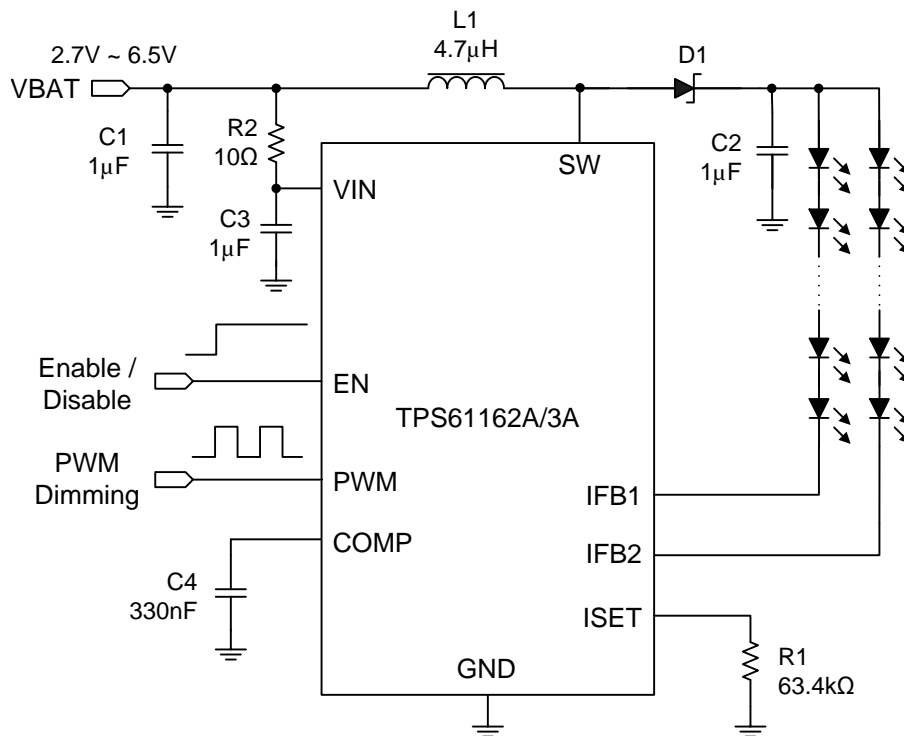 L1
4.7μH
2.7V ~ 6.5V
VBAT
D1
C1
1μF
R2
10Ω
C2
1μF
SW
VIN
C3
1μF
Enable /
Disable
EN
TPS61162A/3A
PWM
Dimming
PWM
IFB1
COMP
IFB2
C4
330nF
ISET
R1
63.4kΩ
GND